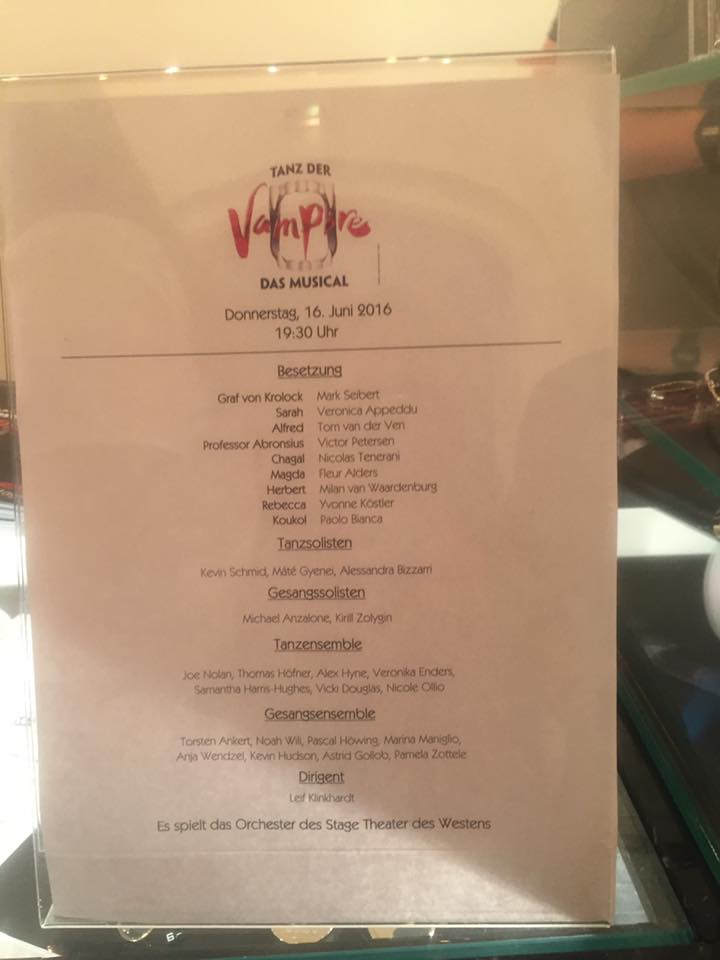 TANZ DER
Vampire
DAS MUSICAL
Donnerstag, 16. Juni 2016
19:30 Uhr
Besetzung
Graf von Krolock Mark Seibert
Sarah Veronica Appeddu
Alfred Tom van der Ven
Professor Abronsius Victor Petersen
Chagal Nicolas Tenerani
Magda Fleur Alders
Herbert Milan van Waardenburg
Rebecca Yvonne Köstler
Koukol Paolo Bianca
Tanzsolisten
Kevin Schmid, Máté Gyenei, Alessandra Bizzarri
Gesangssolisten
Michael Anzalone, Kirill Zolygin
Tanzensemble
Joe Nolan, Thomas Höfner, Alex Hyne, Veronika Enders,
Samantha Harris-Hughes, Vicki Douglas, Nicole Ollio
Gesangsensemble
Torsten Ankert, Noah Wili, Pascal Höwing, Marina Maniglio,
Anja Wendzel, Kevin Hudson, Astrid Gollob, Pamela Zottele
Dirigent
Leif Klinkhardt
Es spielt das Orchester des Stage Theater des Westens
6,-